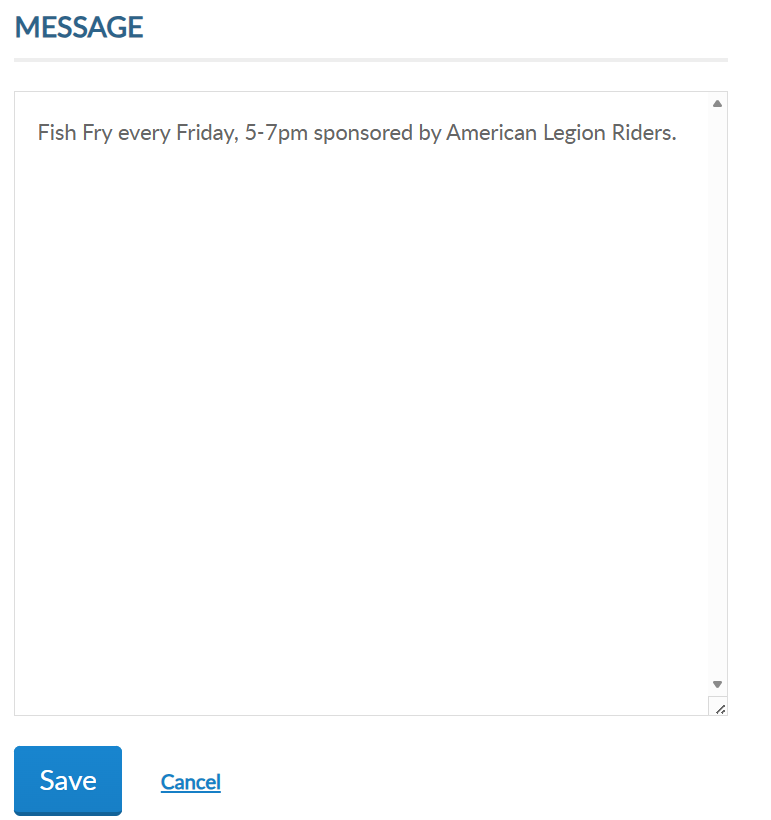 MESSAGE
Fish Fry every Friday, 5-7pm sponsored by American Legion Riders.
Save
Cancel